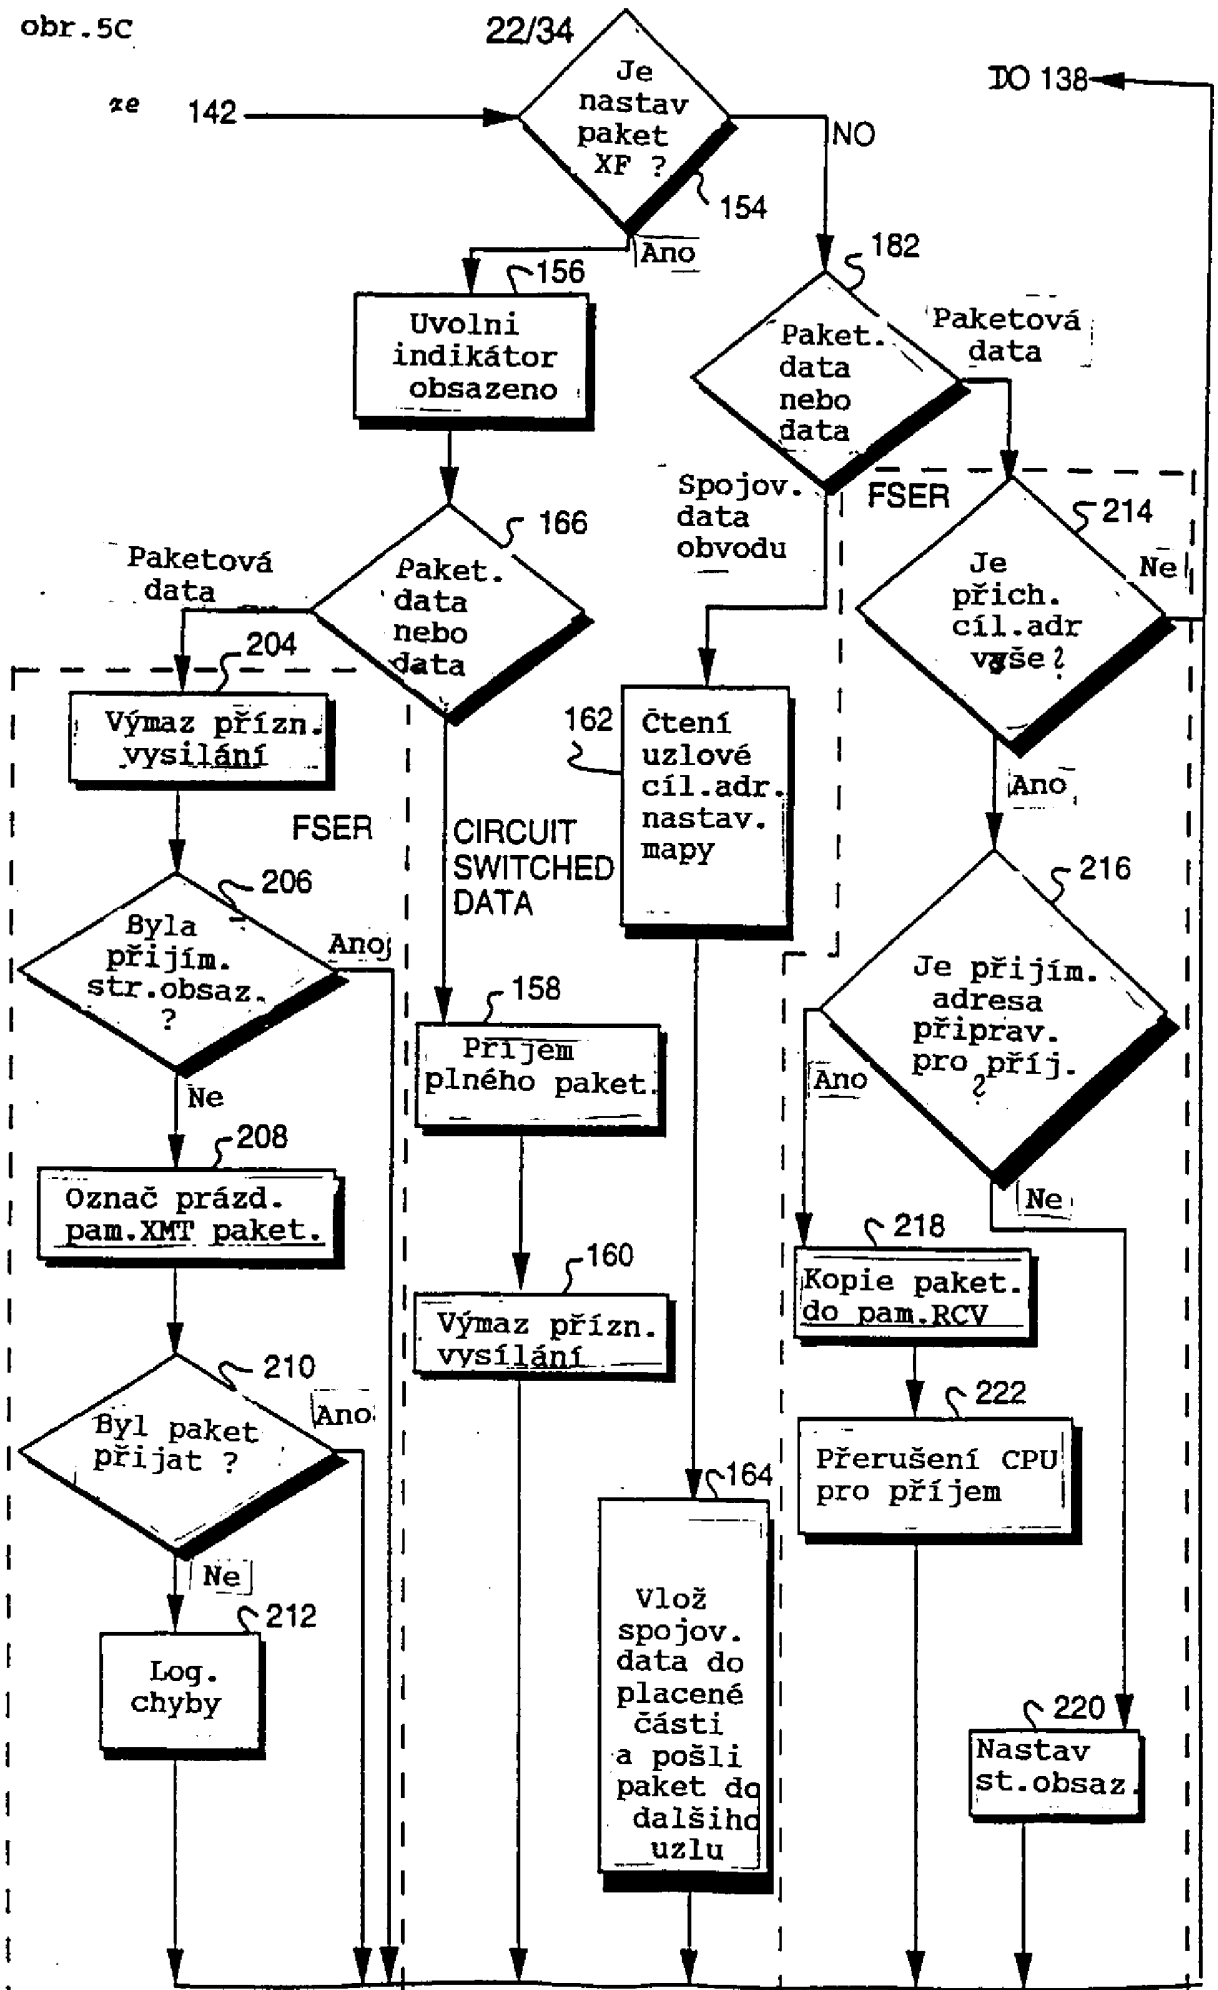 obr.5C
22/34
ze 142
DO 138
Je
nastav
paket
XF ?
154
NO
Ano
156
Uvolni
indikátor
obsazeno
182
Paket.
data
nebo
data
Paketová
data
Spojov.
data
obvodu
FSER
214
Je
přich.
cíl.adr
vyše?
Ne
Ano
166
Paket.
data
nebo
data
Paketová
data
204
Výmaz přízn.
vysilání
FSER
CIRCUIT
SWITCHED
DATA
162
Čtení
uzlové
cíl.adr.
nastav.
mapy
206
Byla
přijím.
str.obsaz.
?
Ano
Ne
216
Je přijím.
adresa
připrav.
pro příj.
?
Ano
Ne
158
Příjem
plného paket.
208
Označ prázd.
pam.XMT paket.
160
Výmaz přízn.
vysílání
218
Kopie paket.
do pam.RCV
210
Byl paket
přijat ?
Ano
Ne
222
Přerušení CPU
pro příjem
164
Vlož
spojov.
data do
placené
části
a pošli
paket do
dalšiho
uzlu
212
Log.
chyby
220
Nastav
st.obsaz.